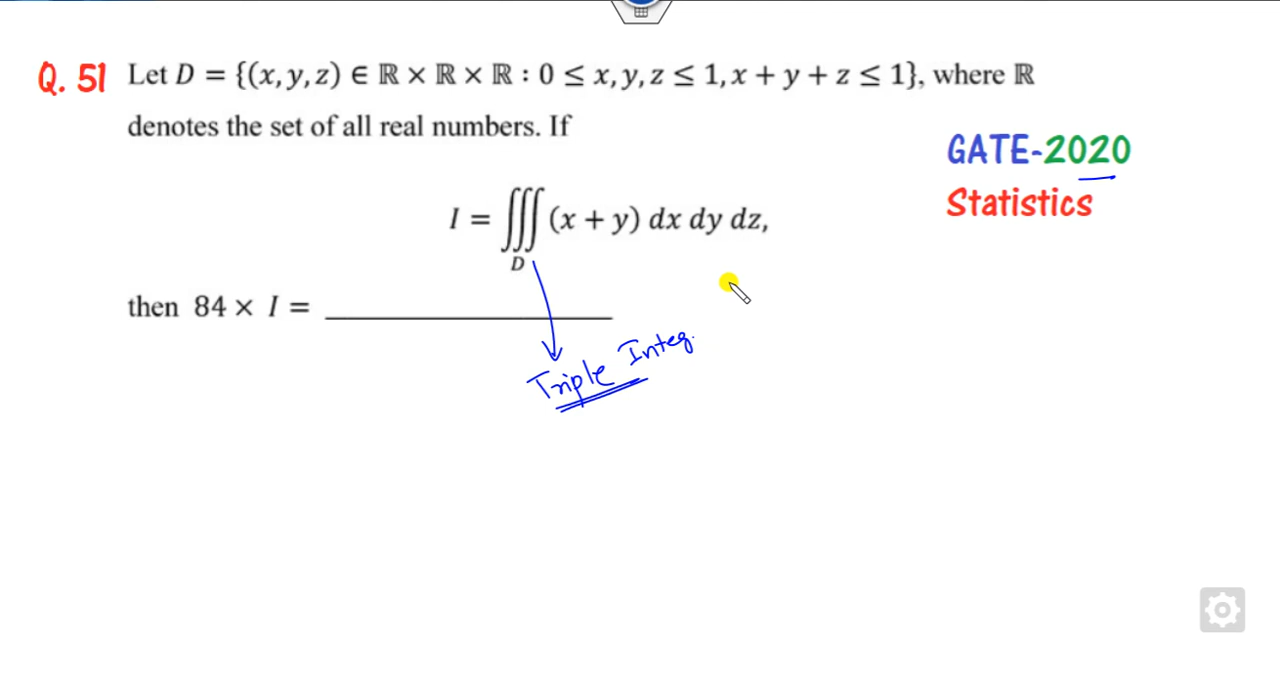 Q. 51 Let D = {(x, y, z) ∈ ℝ × ℝ × ℝ : 0 ≤ x, y, z ≤ 1, x + y + z ≤ 1}, where ℝ
denotes the set of all real numbers. If
GATE-2020
Statistics
I = ∭_D (x + y) dx dy dz,
then 84 × I = ____________________
Triple Integ.